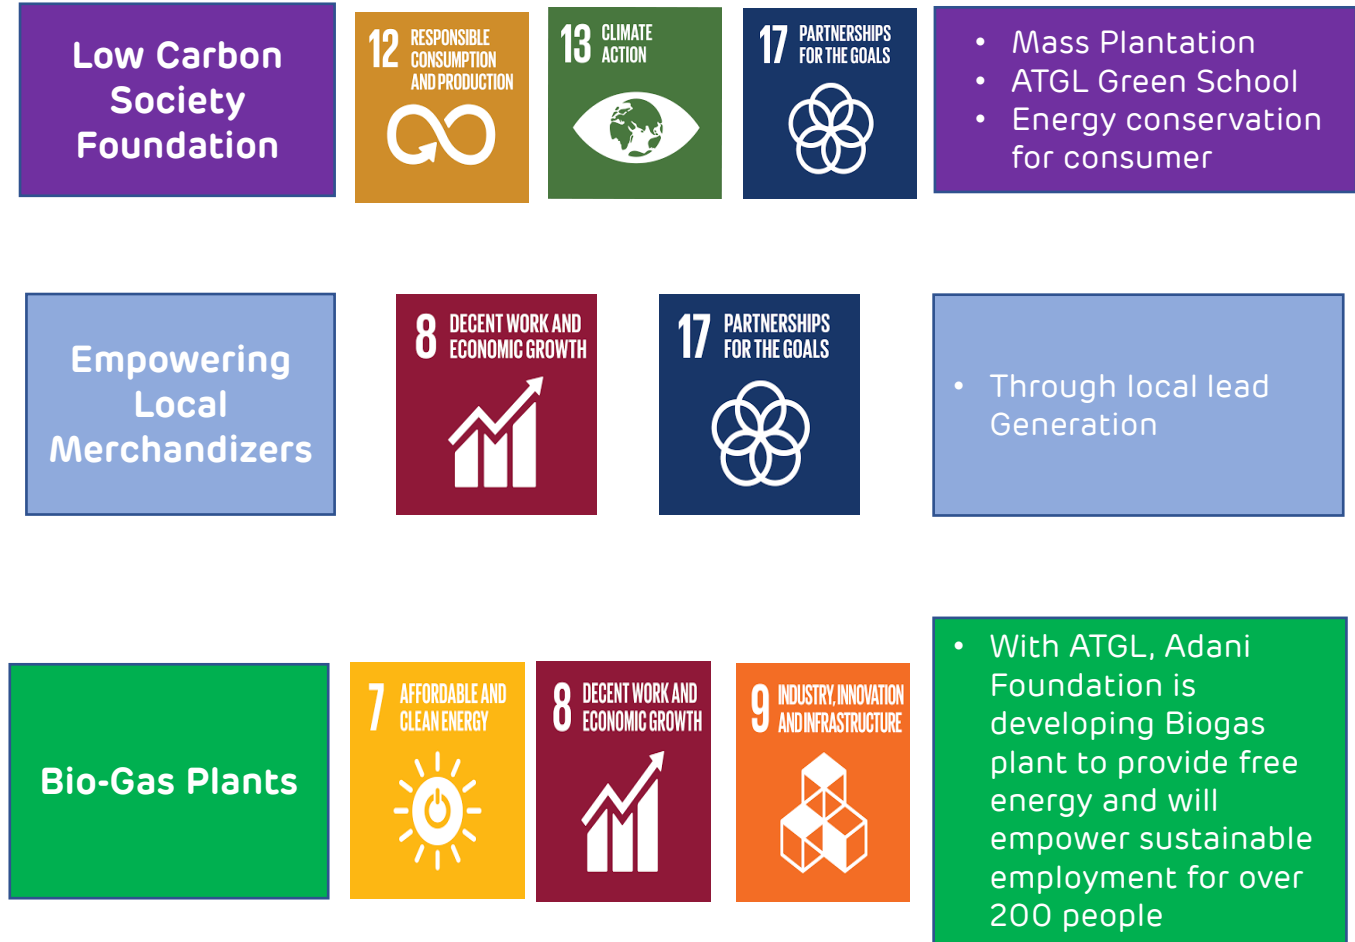 Low Carbon
Society
Foundation
12 RESPONSIBLE
CONSUMPTION
AND PRODUCTION
13 CLIMATE
ACTION
17 PARTNERSHIPS
FOR THE GOALS
• Mass Plantation
• ATGL Green School
• Energy conservation
for consumer
Empowering
Local
Merchandizers
8 DECENT WORK AND
ECONOMIC GROWTH
17 PARTNERSHIPS
FOR THE GOALS
• Through local lead
Generation
Bio-Gas Plants
7 AFFORDABLE AND
CLEAN ENERGY
8 DECENT WORK AND
ECONOMIC GROWTH
9 INDUSTRY, INNOVATION
AND INFRASTRUCTURE
• With ATGL, Adani
Foundation is
developing Biogas
plant to provide free
energy and will
empower sustainable
employment for over
200 people